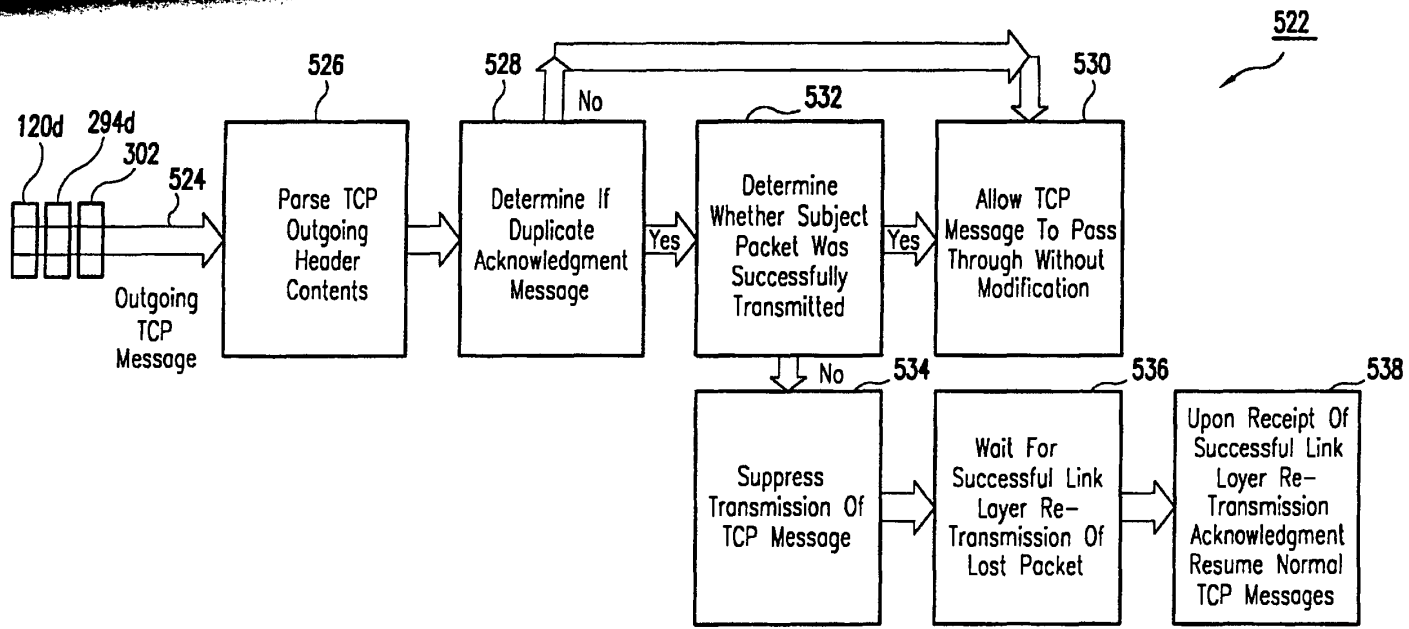 522
526
528
532
530
120d
294d
302
524
No
Parse TCP
Outgoing
Header
Contents
Determine If
Duplicate
Acknowledgment
Message
Yes
Determine
Whether Subject
Packet Was
Successfully
Transmitted
Yes
Allow TCP
Message To Pass
Through Without
Modification
Outgoing
TCP
Message
No
534
536
538
Suppress
Transmission Of
TCP Message
Wait For
Successful Link
Layer Re-
Transmission Of
Lost Packet
Upon Receipt Of
Successful Link
Layer Re-
Transmission
Acknowledgment
Resume Normal
TCP Messages